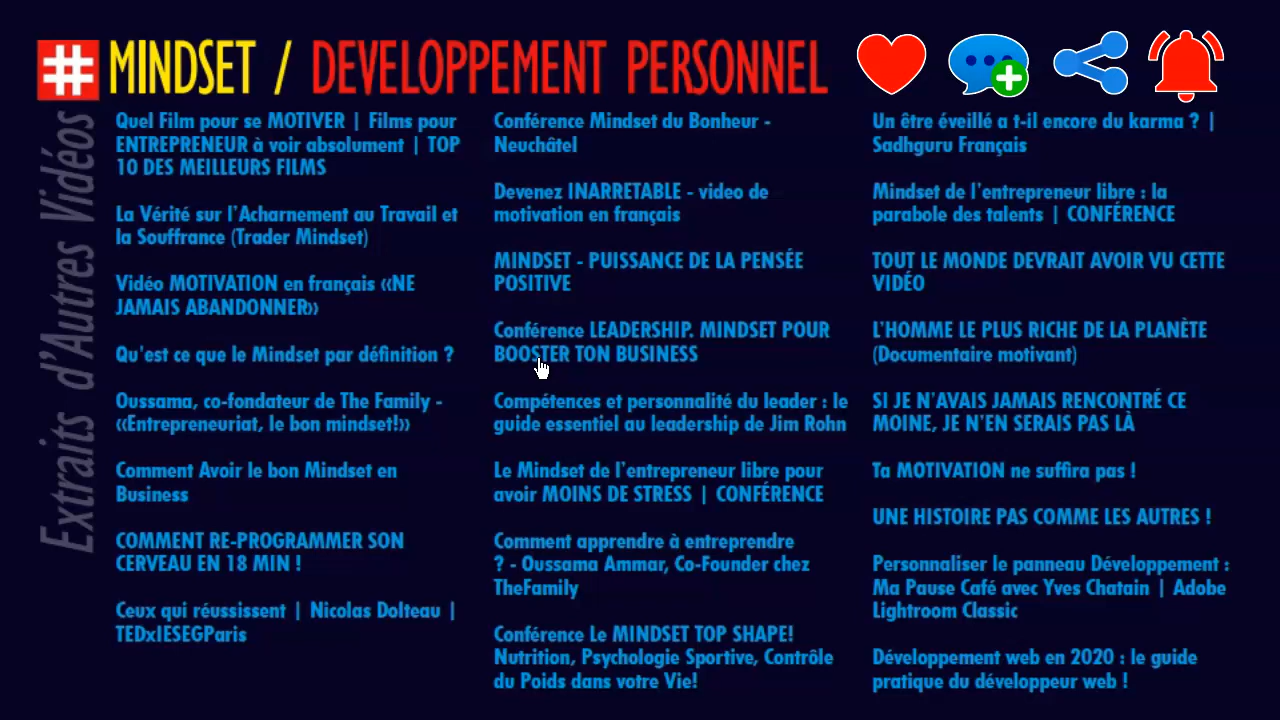 # MINDSET / DEVELOPPEMENT PERSONNEL
Extraits d'Autres Vidéos
Quel Film pour se MOTIVER | Films pour
ENTREPRENEUR à voir absolument | TOP
10 DES MEILLEURS FILMS
La Vérité sur l'Acharnement au Travail et
la Souffrance (Trader Mindset)
Vidéo MOTIVATION en français «NE
JAMAIS ABANDONNER»
Qu'est ce que le Mindset par définition ?
Oussama, co-fondateur de The Family -
«Entrepreneuriat, le bon mindset!»
Comment Avoir le bon Mindset en
Business
COMMENT RE-PROGRAMMER SON
CERVEAU EN 18 MIN !
Ceux qui réussissent | Nicolas Dolteau |
TEDxIESEGParis
Conférence Mindset du Bonheur -
Neuchâtel
Devenez INARRETABLE - video de
motivation en français
MINDSET - PUISSANCE DE LA PENSÉE
POSITIVE
Conférence LEADERSHIP. MINDSET POUR
BOOSTER TON BUSINESS
Compétences et personnalité du leader : le
guide essentiel au leadership de Jim Rohn
Le Mindset de l'entrepreneur libre pour
avoir MOINS DE STRESS | CONFÉRENCE
Comment apprendre à entreprendre
? - Oussama Ammar, Co-Founder chez
TheFamily
Conférence Le MINDSET TOP SHAPE!
Nutrition, Psychologie Sportive, Contrôle
du Poids dans votre Vie!
Un être éveillé a t-il encore du karma ? |
Sadhguru Français
Mindset de l'entrepreneur libre : la
parabole des talents | CONFÉRENCE
TOUT LE MONDE DEVRAIT AVOIR VU CETTE
VIDÉO
L'HOMME LE PLUS RICHE DE LA PLANÈTE
(Documentaire motivant)
SI JE N'AVAIS JAMAIS RENCONTRÉ CE
MOINE, JE N'EN SERAIS PAS LÀ
Ta MOTIVATION ne suffira pas !
UNE HISTOIRE PAS COMME LES AUTRES !
Personnaliser le panneau Développement :
Ma Pause Café avec Yves Chatain | Adobe
Lightroom Classic
Développement web en 2020 : le guide
pratique du développeur web !